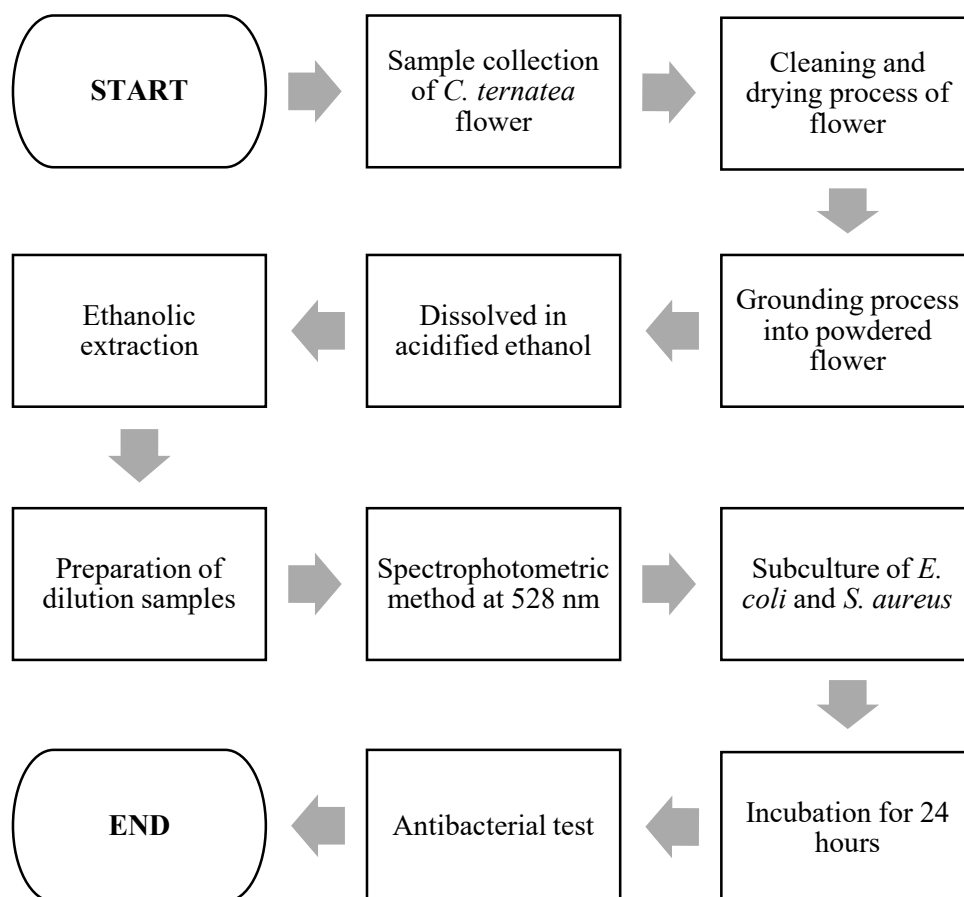 START
Sample collection
of C. ternatea
flower
Cleaning and
drying process of
flower
Grounding process
into powdered
flower
Dissolved in
acidified ethanol
Ethanolic
extraction
Preparation of
dilution samples
Spectrophotometric
method at 528 nm
Subculture of E.
coli and S. aureus
Incubation for 24
hours
Antibacterial test
END